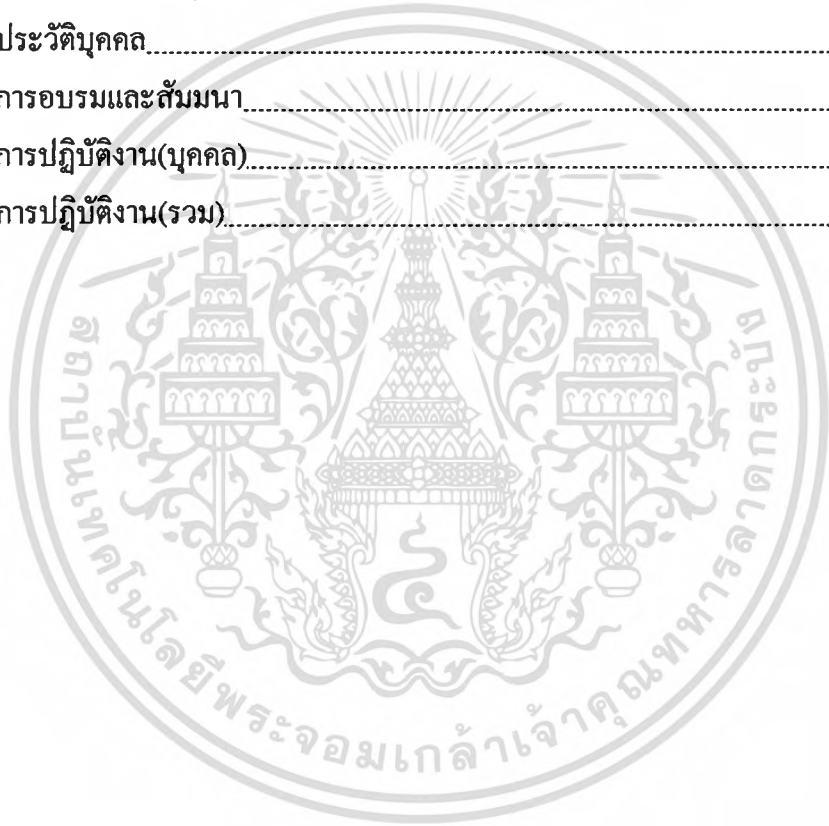 ประวัติบุคคล
การอบรมและสัมมนา
การปฏิบัติงาน(บุคคล)
การปฏิบัติงาน(รวม)
สถาบันเทคโนโลยีพระจอมเกล้าเจ้าคุณทหารลาดกระบัง
๔